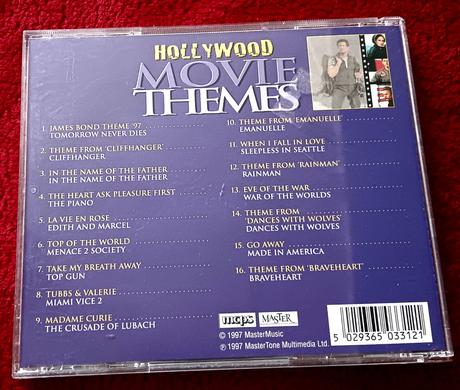 HOLLYWOOD
MOVIE
THEMES
1. JAMES BOND THEME '97
TOMORROW NEVER DIES
2. THEME FROM 'CLIFFHANGER'
CLIFFHANGER
3. IN THE NAME OF THE FATHER
IN THE NAME OF THE FATHER
4. THE HEART ASK PLEASURE FIRST
THE PIANO
5. LA VIE EN ROSE
EDITH AND MARCEL
6. TOP OF THE WORLD
MENACE 2 SOCIETY
7. TAKE MY BREATH AWAY
TOP GUN
8. TUBBS & VALERIE
MIAMI VICE 2
9. MADAME CURIE
THE CRUSADE OF LUBACH
10. THEME FROM 'EMANUELLE'
EMANUELLE
11. WHEN I FALL IN LOVE
SLEEPLESS IN SEATTLE
12. THEME FROM 'RAINMAN'
RAINMAN
13. EVE OF THE WAR
WAR OF THE WORLDS
14. THEME FROM
'DANCES WITH WOLVES'
DANCES WITH WOLVES
15. GO AWAY
MADE IN AMERICA
16. THEME FROM 'BRAVEHEART'
BRAVEHEART
mcps MASTER
© 1997 MasterMusic
℗ 1997 MasterTone Multimedia Ltd.
5 029365 033121